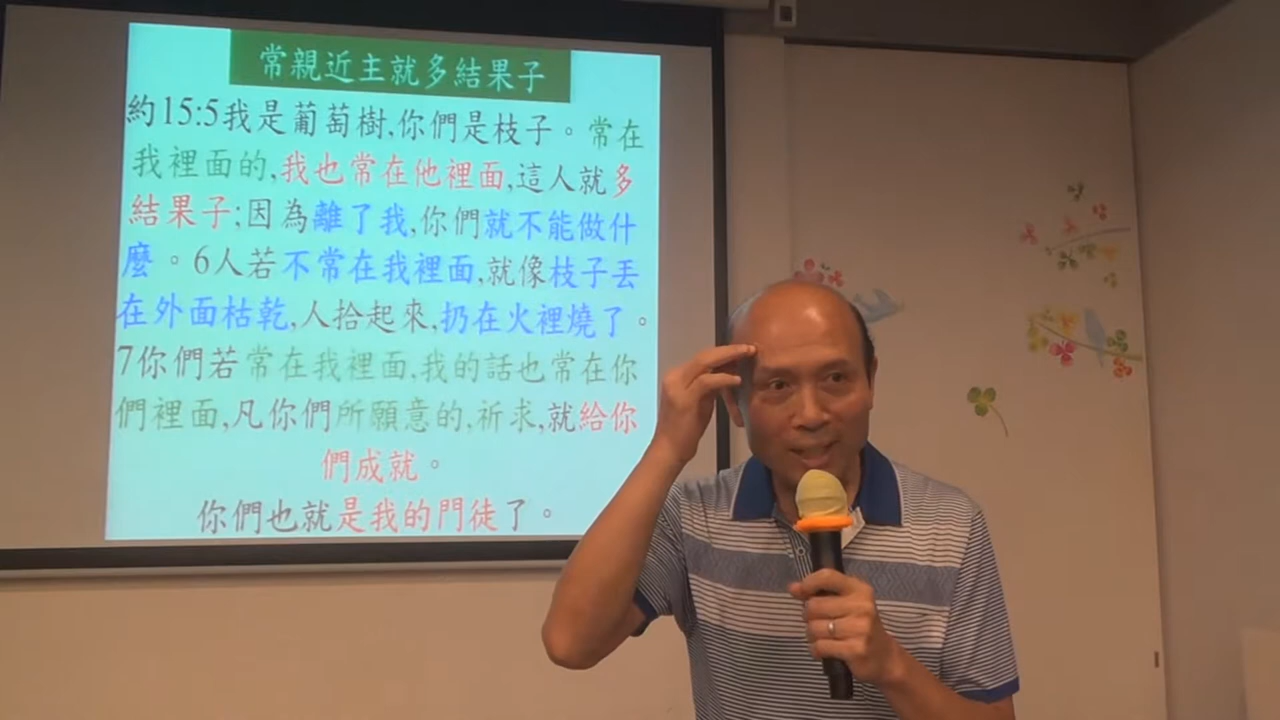 常親近主就多結果子
約15:5我是葡萄樹,你們是枝子。常在
我裡面的,我也常在他裡面,這人就多
結果子;因為離了我,你們就不能做什
麼。6人若不常在我裡面,就像枝子丟
在外面枯乾,人拾起來,扔在火裡燒了。
7你們若常在我裡面,我的話也常在你
們裡面,凡你們所願意的,祈求,就給你
們成就。
你們也就是我的門徒了。